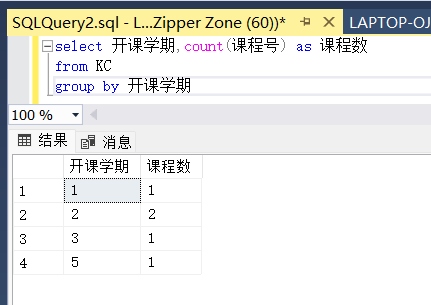 SQLQuery2.sql - L...Zipper Zone (60))*
LAPTOP-OJ
select 开课学期,count(课程号) as 课程数
from KC
group by 开课学期
100 %
结果 消息
开课学期 课程数
1 1 1
2 2 2
3 3 1
4 5 1